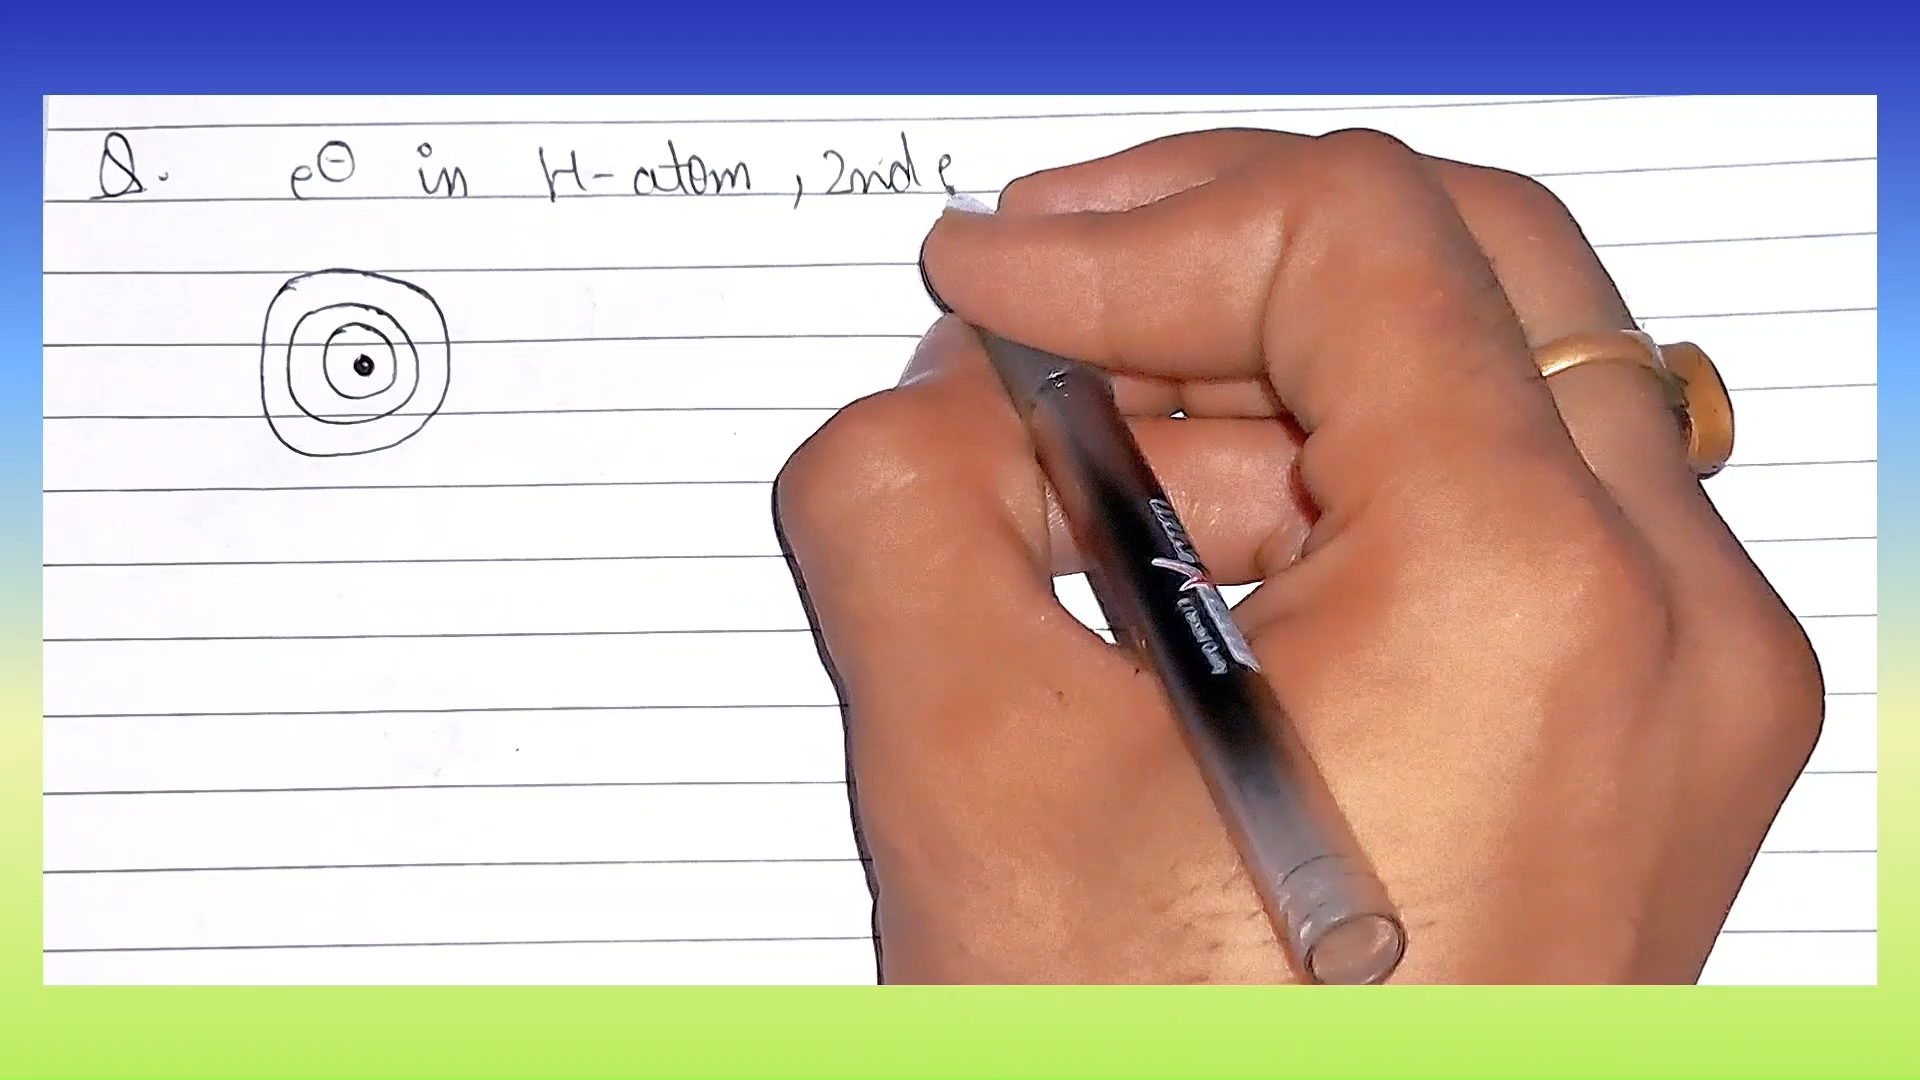 Q. e⊖ in H-atom, 2nd e